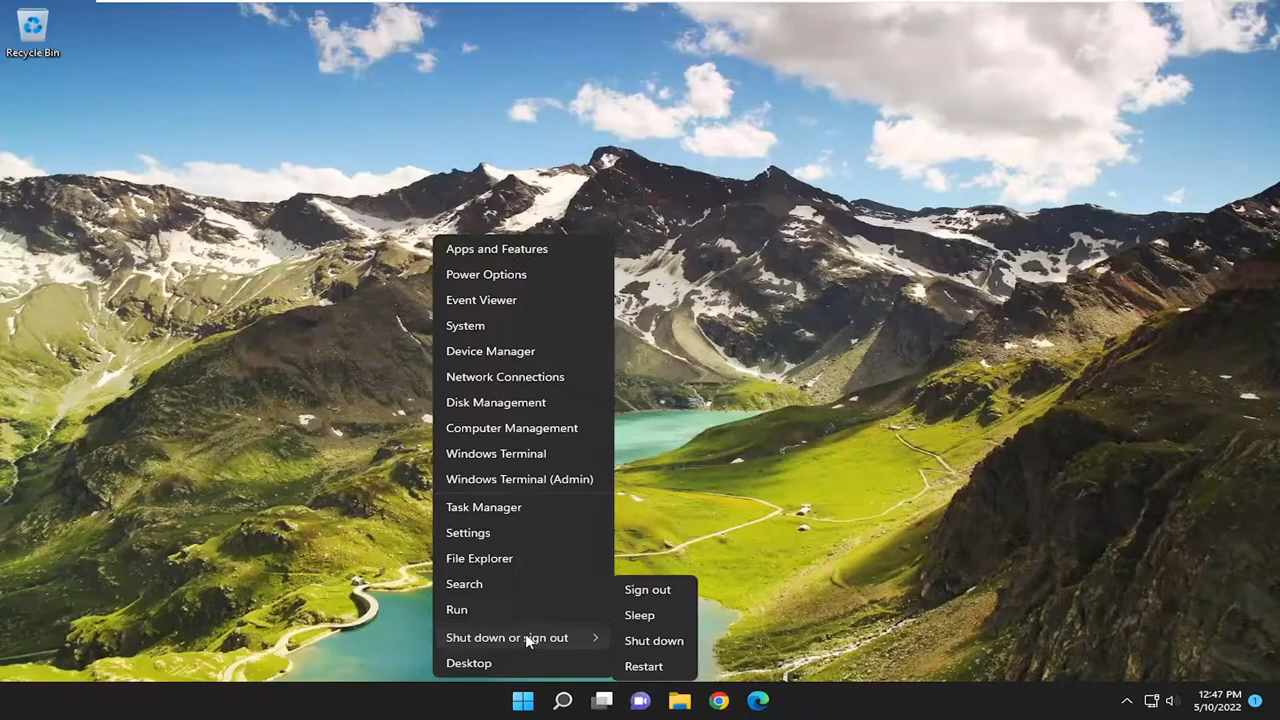 Recycle Bin
Apps and Features
Power Options
Event Viewer
System
Device Manager
Network Connections
Disk Management
Computer Management
Windows Terminal
Windows Terminal (Admin)
Task Manager
Settings
File Explorer
Search
Run
Shut down or sign out
Desktop
Sign out
Sleep
Shut down
Restart
12:47 PM
5/10/2022
1